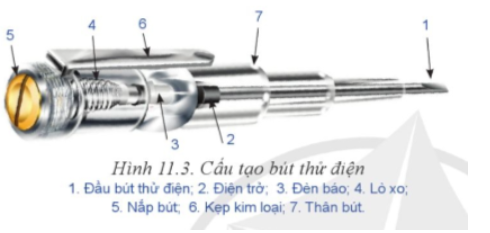 7
6
4
1
5
3
2
Hình 11.3. Cấu tạo bút thử điện
1. Đầu bút thử điện; 2. Điện trở; 3. Đèn báo; 4. Lò xo;
5. Nắp bút; 6. Kẹp kim loại; 7. Thân bút.